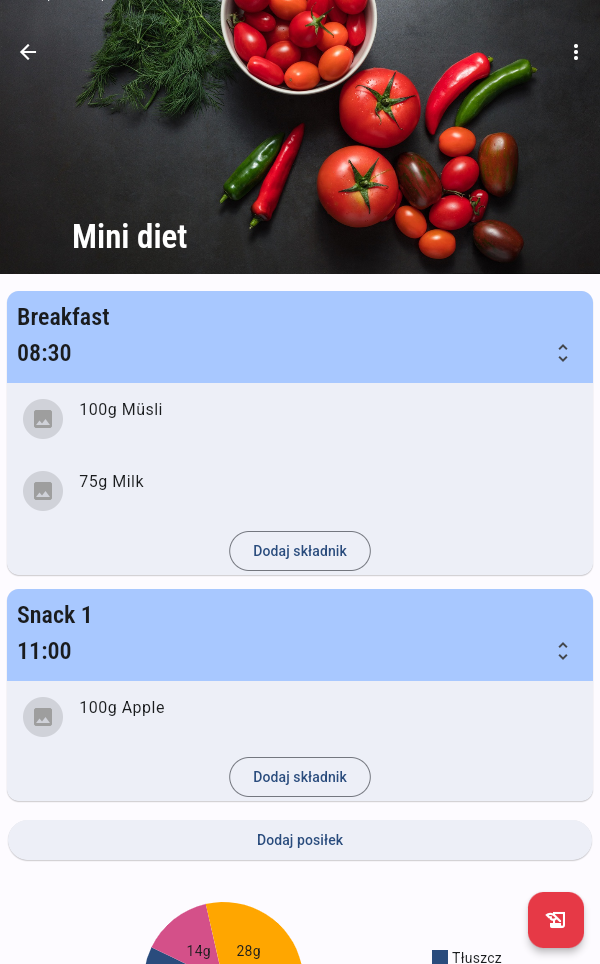 Mini diet
Breakfast
08:30
100g Müsli
75g Milk
Dodaj składnik
Snack 1
11:00
100g Apple
Dodaj składnik
Dodaj posiłek
14g
28g
Tłuszcz